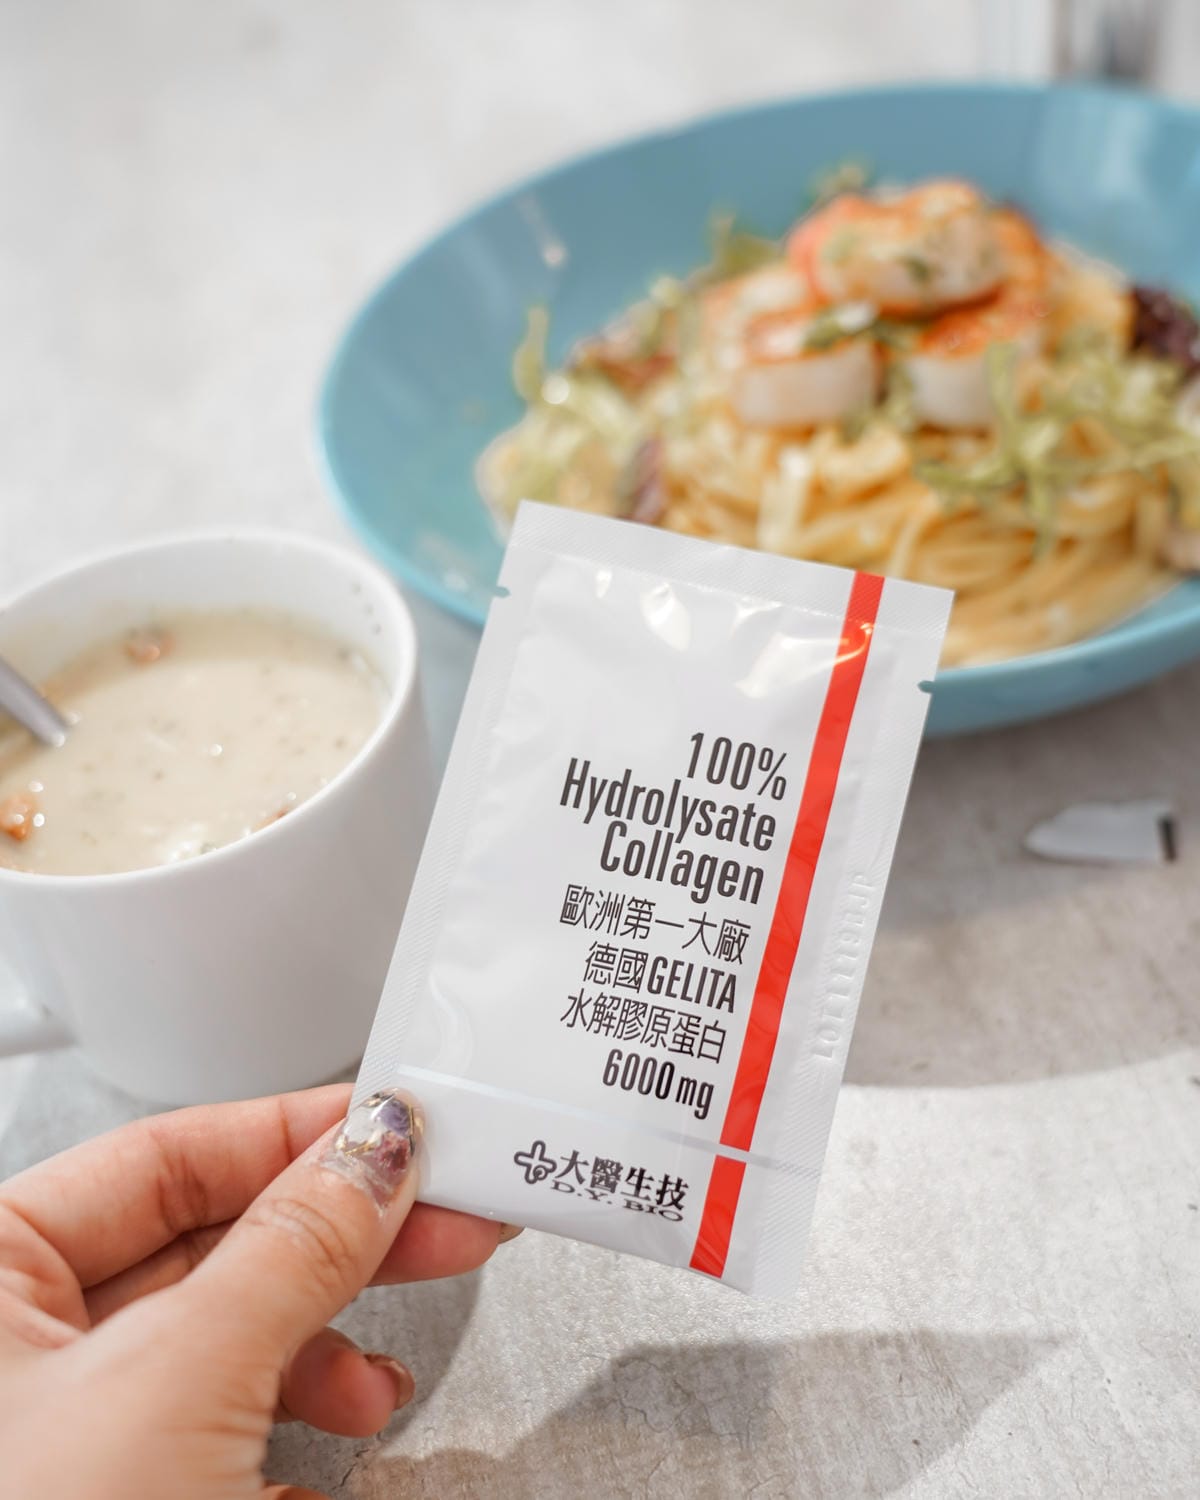 100%
Hydrolysate
Collagen
歐洲第一大廠
德國GELITA
水解膠原蛋白
6000mg
大醫生技
D.Y. BIO